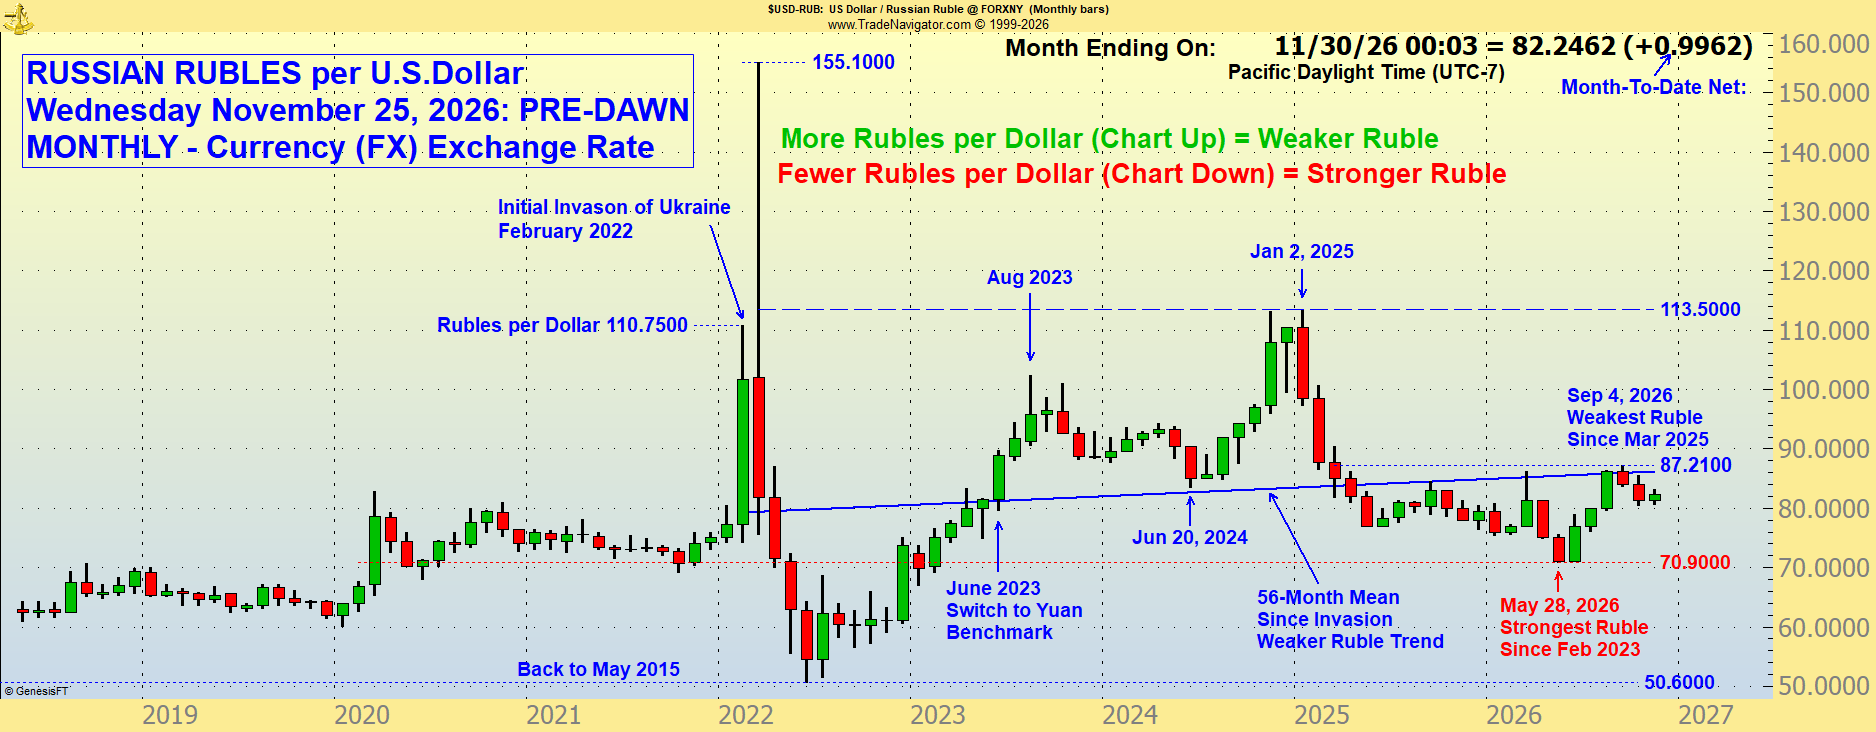 $USD-RUB: US Dollar / Russian Ruble @ FORXNY (Monthly bars)
www.TradeNavigator.com © 1999-2026
Month Ending On: 11/30/26 00:03 = 82.2462 (+0.9962)
Pacific Daylight Time (UTC-7)
Month-To-Date Net:
RUSSIAN RUBLES per U.S.Dollar
Wednesday November 25, 2026: PRE-DAWN
MONTHLY - Currency (FX) Exchange Rate
155.1000
More Rubles per Dollar (Chart Up) = Weaker Ruble
Fewer Rubles per Dollar (Chart Down) = Stronger Ruble
Initial Invason of Ukraine
February 2022
Rubles per Dollar 110.7500
Aug 2023
Jan 2, 2025
113.5000
Sep 4, 2026
Weakest Ruble
Since Mar 2025
87.2100
Jun 20, 2024
June 2023
Switch to Yuan
Benchmark
56-Month Mean
Since Invasion
Weaker Ruble Trend
70.9000
May 28, 2026
Strongest Ruble
Since Feb 2023
Back to May 2015
50.6000
© GenesisFT
160.000
150.000
140.000
130.000
120.000
110.000
100.000
90.0000
80.0000
70.0000
60.0000
50.0000
2019 2020 2021 2022 2023 2024 2025 2026 2027